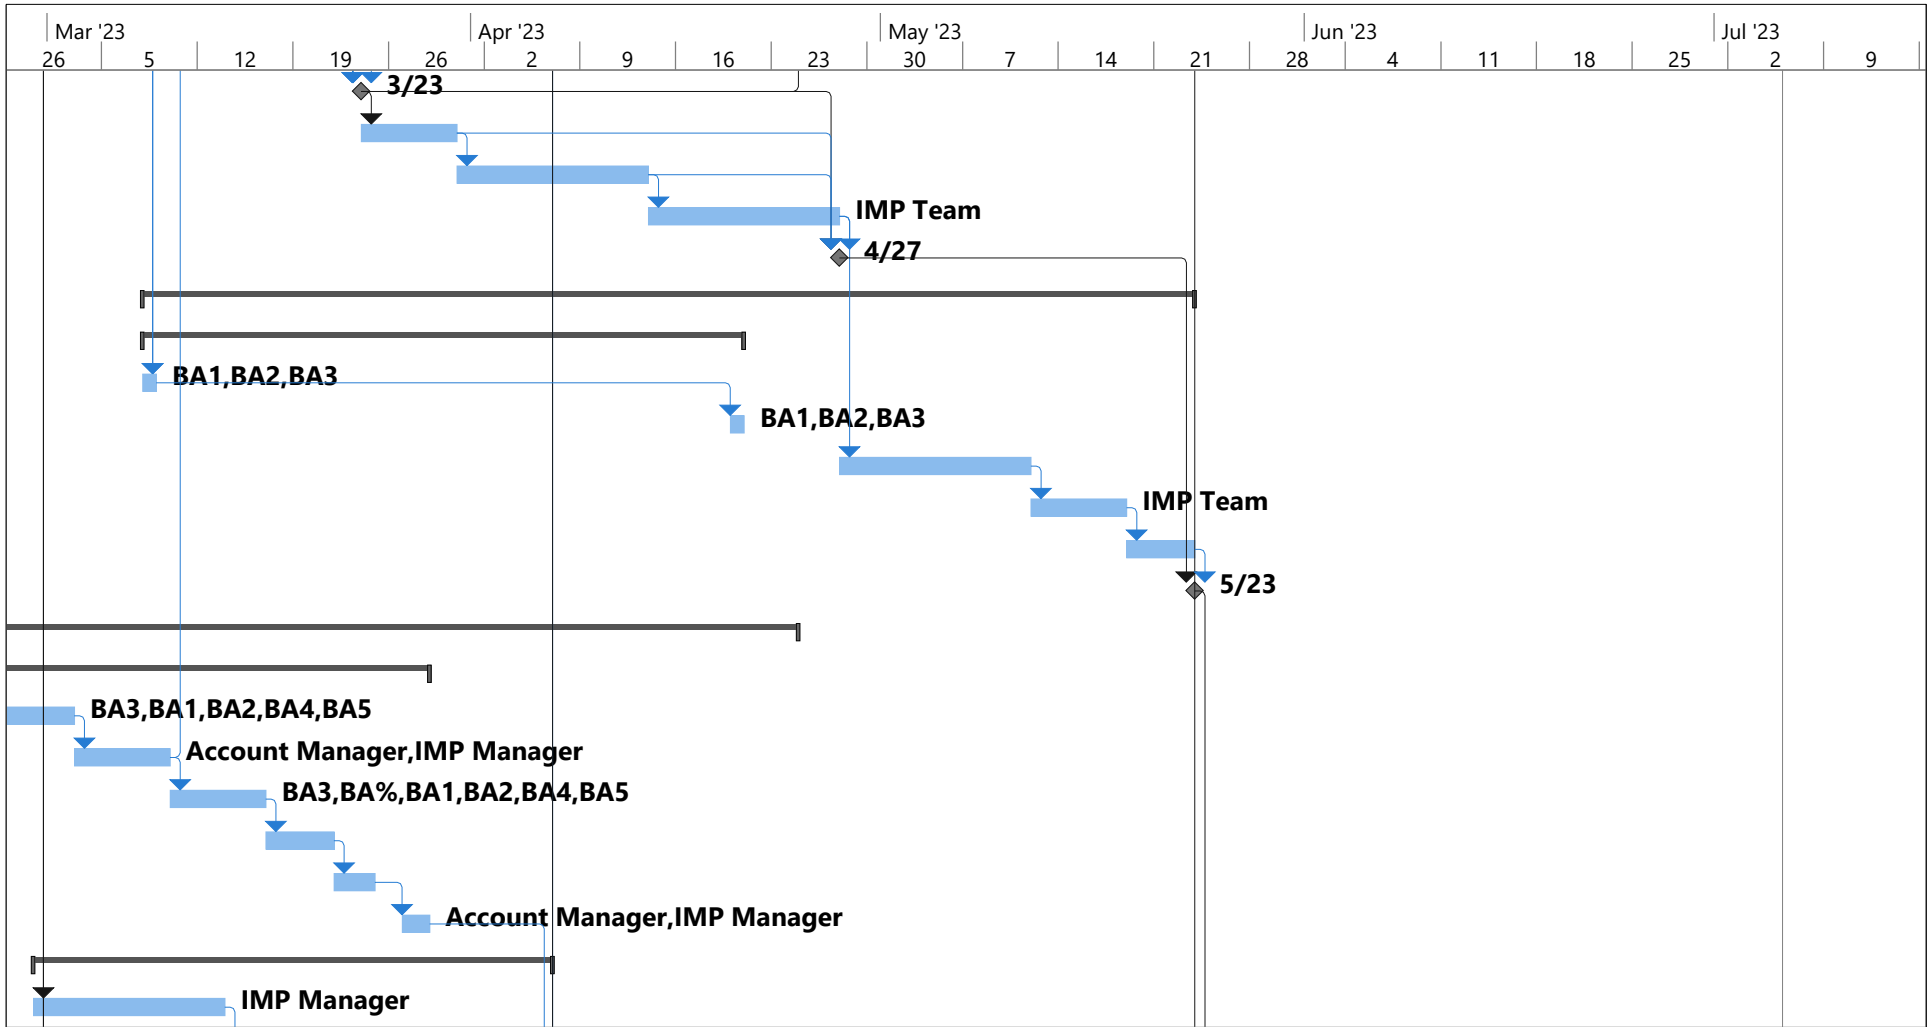 Mar '23 Apr '23 May '23 Jun '23 Jul '23
26 5 12 19 26 2 9 16 23 30 7 14 21 28 4 11 18 25 2 9
3/23
IMP Team
4/27
BA1,BA2,BA3
BA1,BA2,BA3
IMP Team
5/23
BA3,BA1,BA2,BA4,BA5
Account Manager,IMP Manager
BA3,BA%,BA1,BA2,BA4,BA5
Account Manager,IMP Manager
IMP Manager